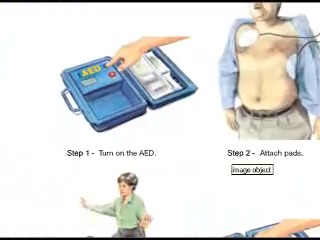 AED
Step 1 - Turn on the AED.
Step 2 - Attach pads.
image object